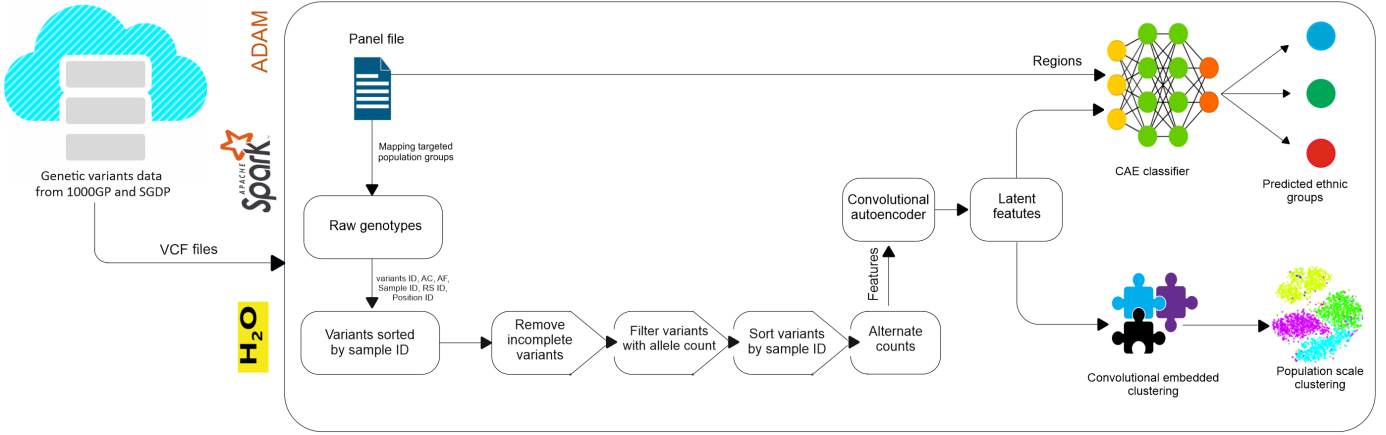 Genetic variants data
from 1000GP and SGDP
VCF files
ADAM
APACHE
Spark
H2O
Panel file
Mapping targeted
population groups
Raw genotypes
variants ID, AC, AF,
Sample ID, RS ID,
Position ID
Variants sorted
by sample ID
Remove
incomplete
variants
Filter variants
with allele count
Sort variants
by sample ID
Alternate
counts
Features
Convolutional
autoencoder
Latent
featutes
Regions
CAE classifier
Predicted ethnic
groups
Convolutional embedded
clustering
Population scale
clustering